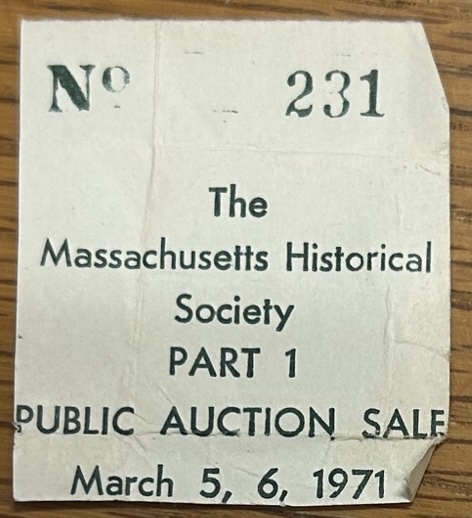 Nº 231
The
Massachusetts Historical
Society
PART 1
PUBLIC AUCTION SALE
March 5, 6, 1971